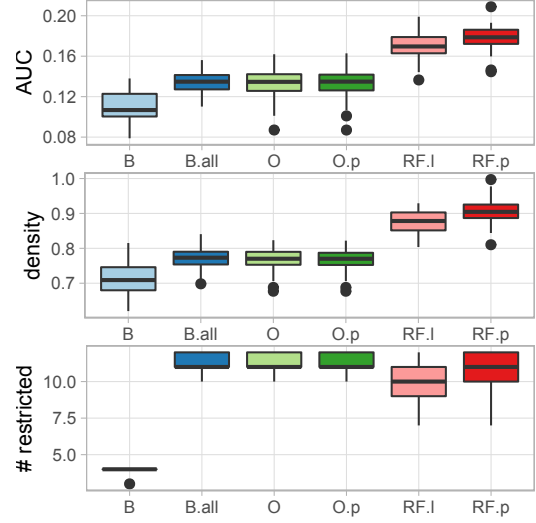 0.20
0.16
0.12
0.08
AUC
B B.all O O.p RF.l RF.p
1.0
0.9
0.8
0.7
density
B B.all O O.p RF.l RF.p
10.0
7.5
5.0
# restricted
B B.all O O.p RF.l RF.p